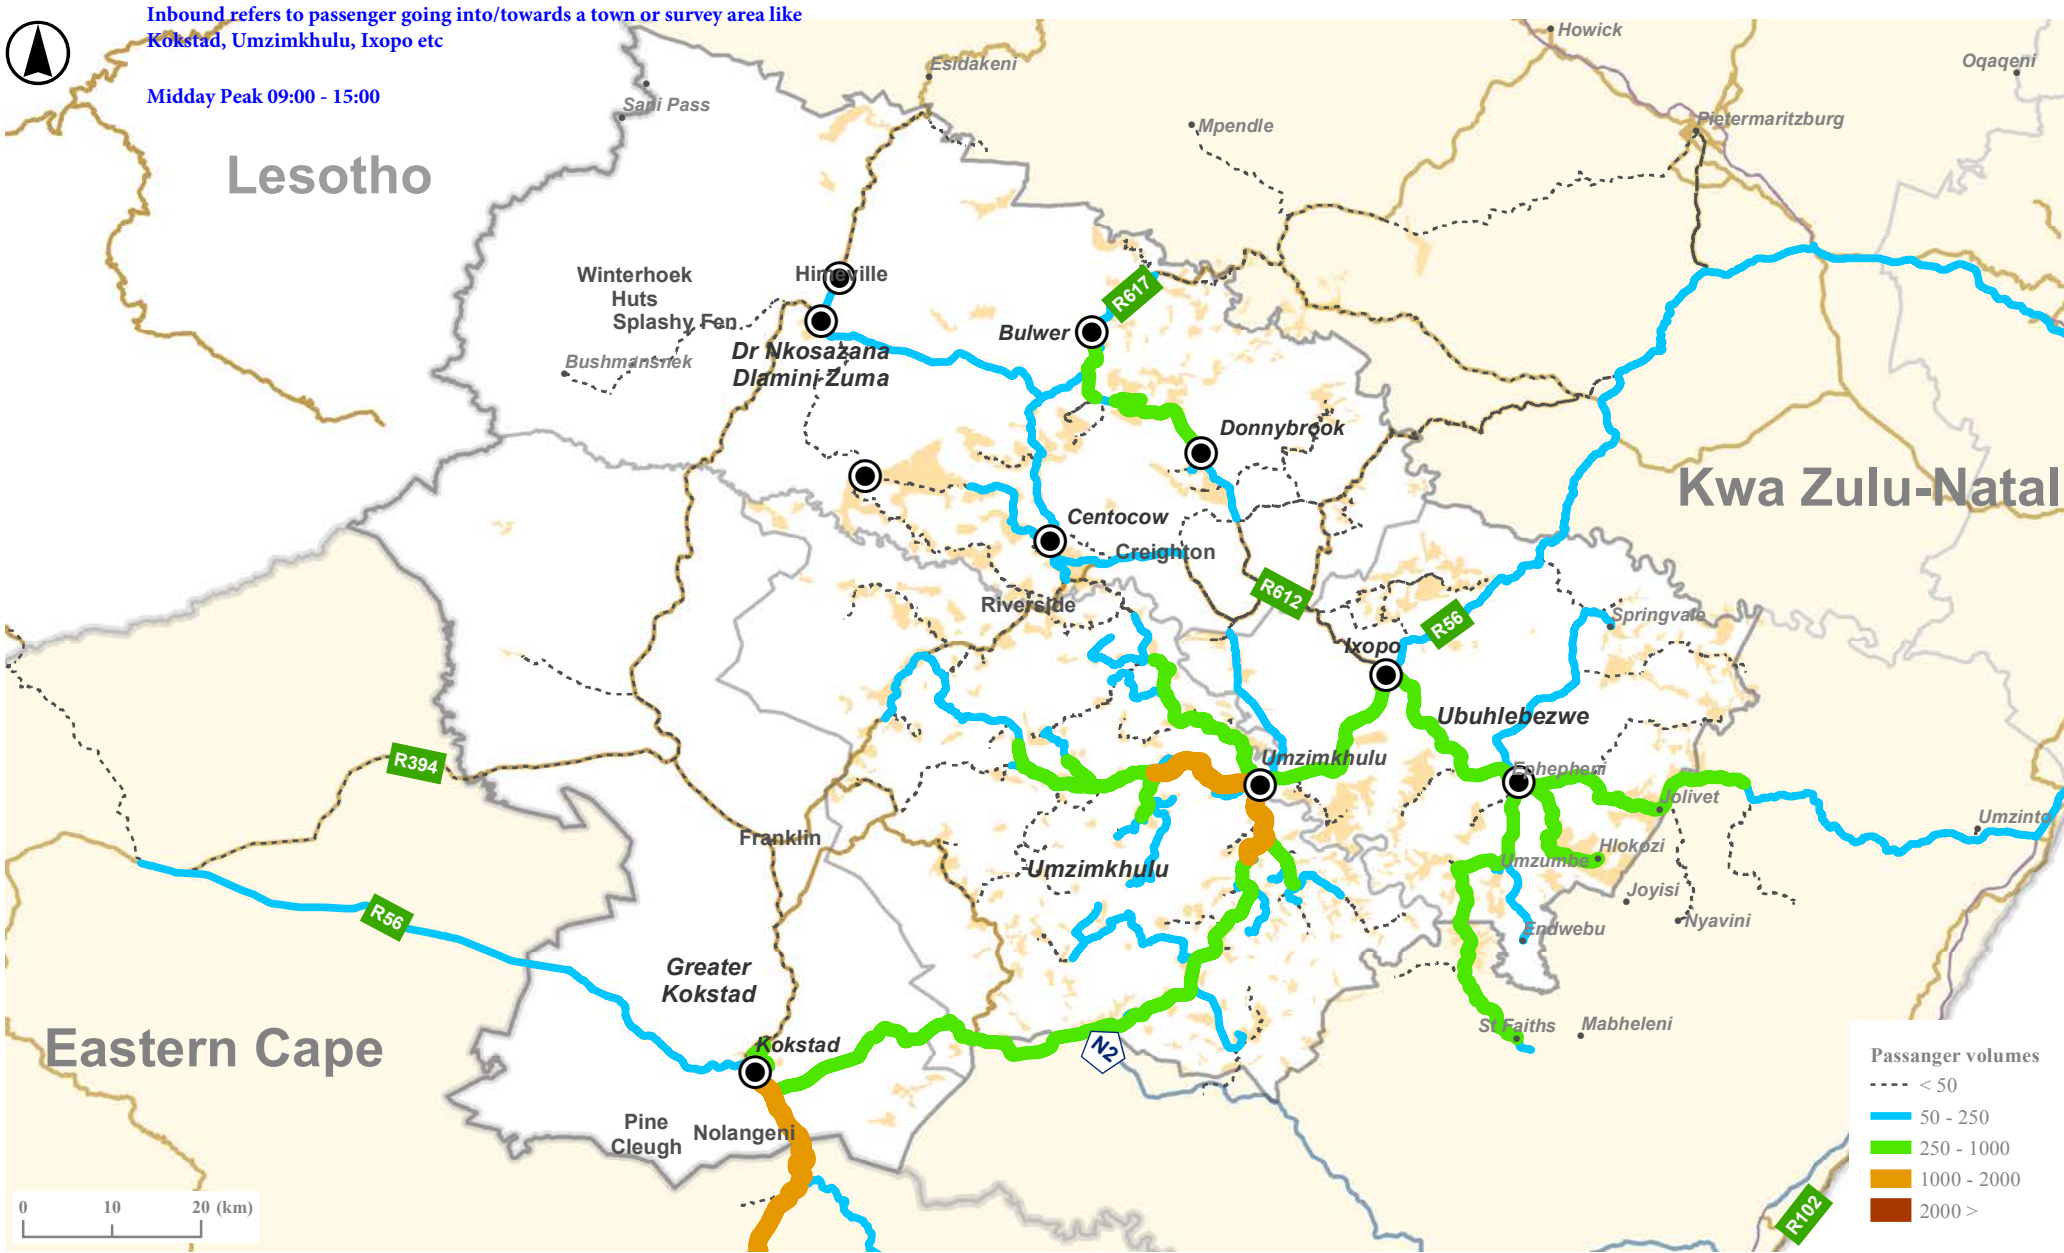 Inbound refers to passenger going into/towards a town or survey area like
Kokstad, Umzimkhulu, Ixopo etc
Midday Peak 09:00 - 15:00
Howick
Esidakeni
Oqaqeni
Sani Pass
Mpendle
Pietermaritzburg
Lesotho
Winterhoek
Huts
Splashy Fen
Himeville
R617
Bulwer
Bushmansnek
Dr Nkosazana
Dlamini Zuma
Donnybrook
Kwa Zulu-Natal
Centocow
Creighton
Riverside
R612
R56
Springvale
Ixopo
Ubuhlebezwe
R394
Umzimkhulu
Ephepheni
Jolivet
Umzinto
Franklin
Umzimkhulu
Umzumbe
Hlokozi
Joyisi
Nyavini
R56
Endwebu
Greater
Kokstad
Eastern Cape
Kokstad
N2
St Faiths
Mabheleni
Pine
Cleugh
Nolangeni
Passanger volumes
< 50
50 - 250
250 - 1000
1000 - 2000
2000 >
R102
0 10 20 (km)